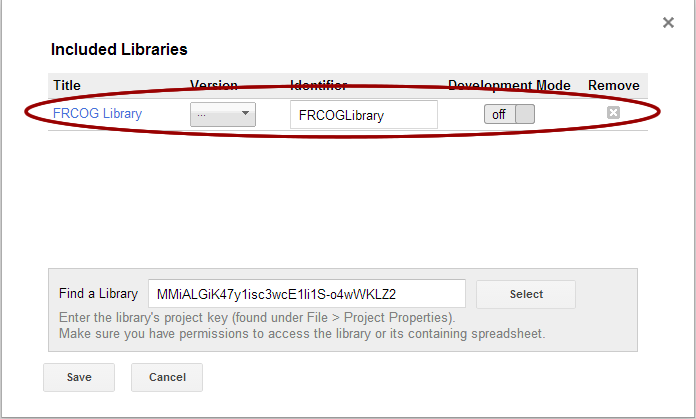 Included Libraries
Title Version Identifier Development Mode Remove
FRCOG Library ... FRCOGLibrary off
Find a Library MMiALGiK47y1isc3wcE1li1S-o4wWKLZ2 Select
Enter the library's project key (found under File > Project Properties).
Make sure you have permissions to access the library or its containing spreadsheet.
Save Cancel